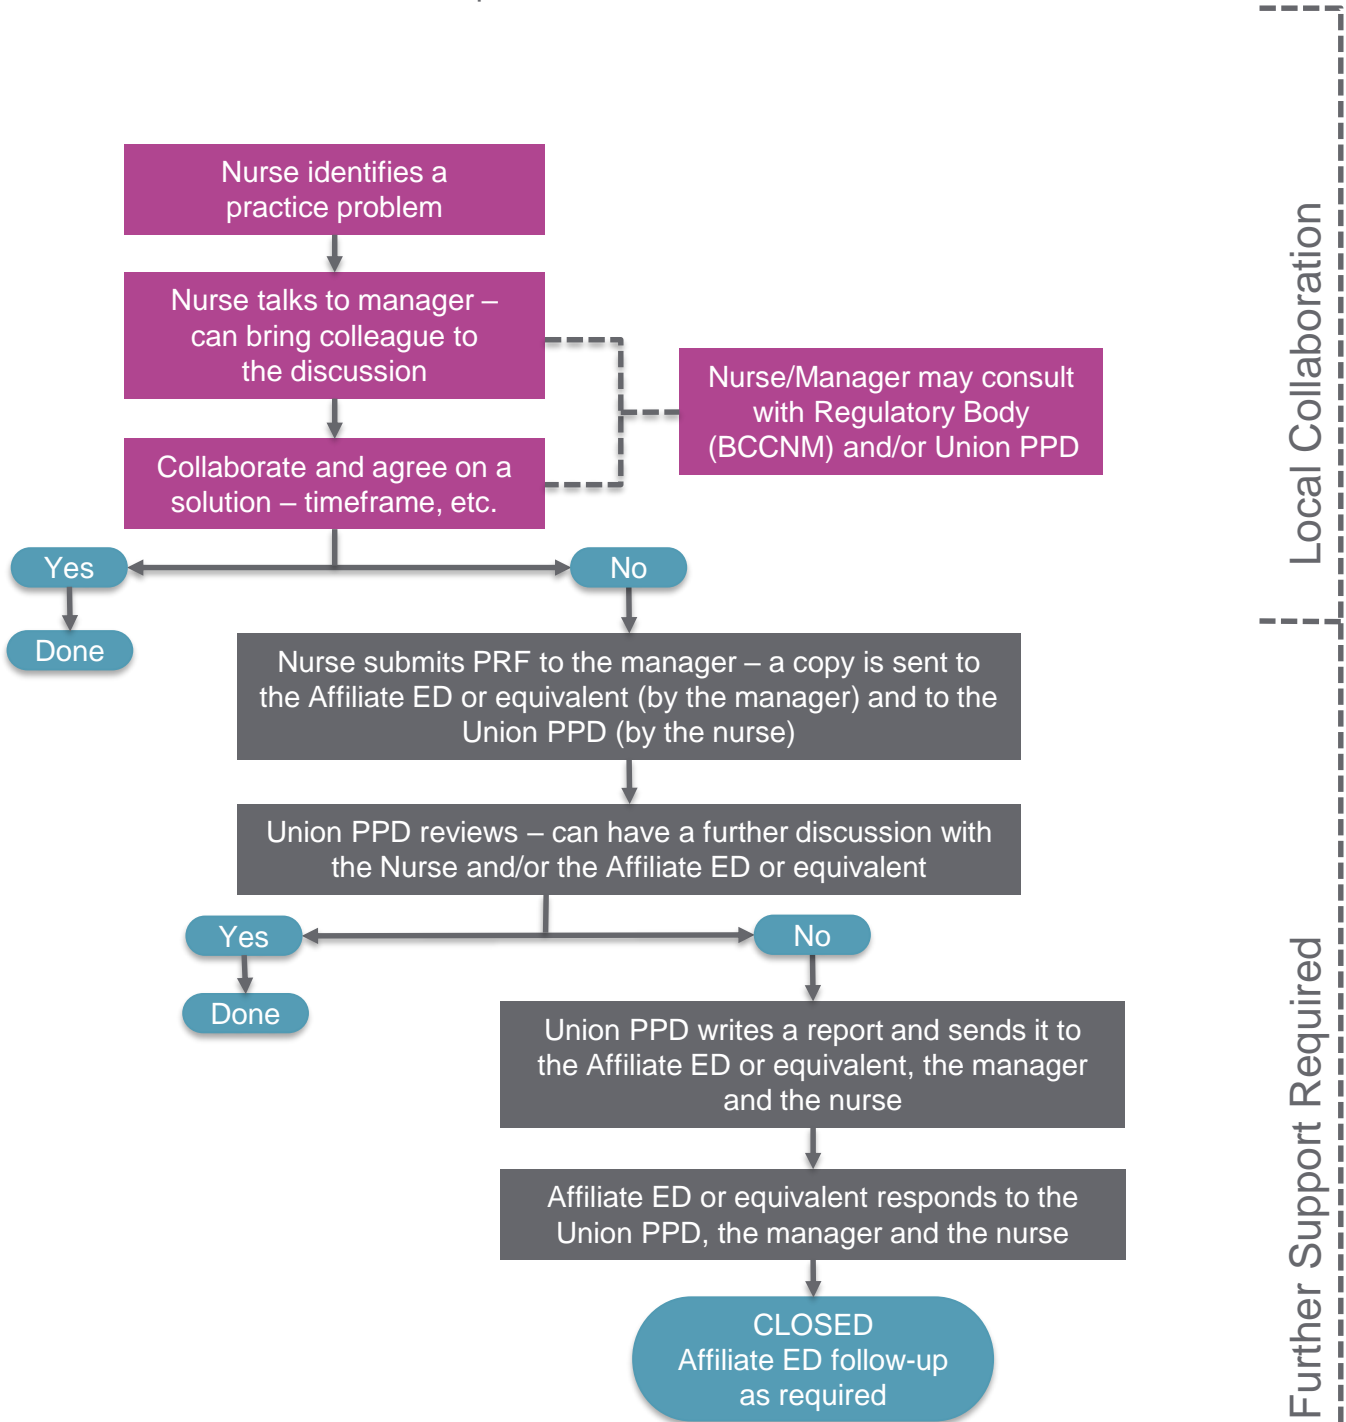 Nurse identifies a
practice problem
Nurse talks to manager –
can bring colleague to
the discussion
Nurse/Manager may consult
with Regulatory Body
(BCCNM) and/or Union PPD
Collaborate and agree on a
solution – timeframe, etc.
Yes
No
Done
Local Collaboration
Nurse submits PRF to the manager – a copy is sent to
the Affiliate ED or equivalent (by the manager) and to the
Union PPD (by the nurse)
Union PPD reviews – can have a further discussion with
the Nurse and/or the Affiliate ED or equivalent
Yes
No
Done
Union PPD writes a report and sends it to
the Affiliate ED or equivalent, the manager
and the nurse
Affiliate ED or equivalent responds to the
Union PPD, the manager and the nurse
CLOSED
Affiliate ED follow-up
as required
Further Support Required